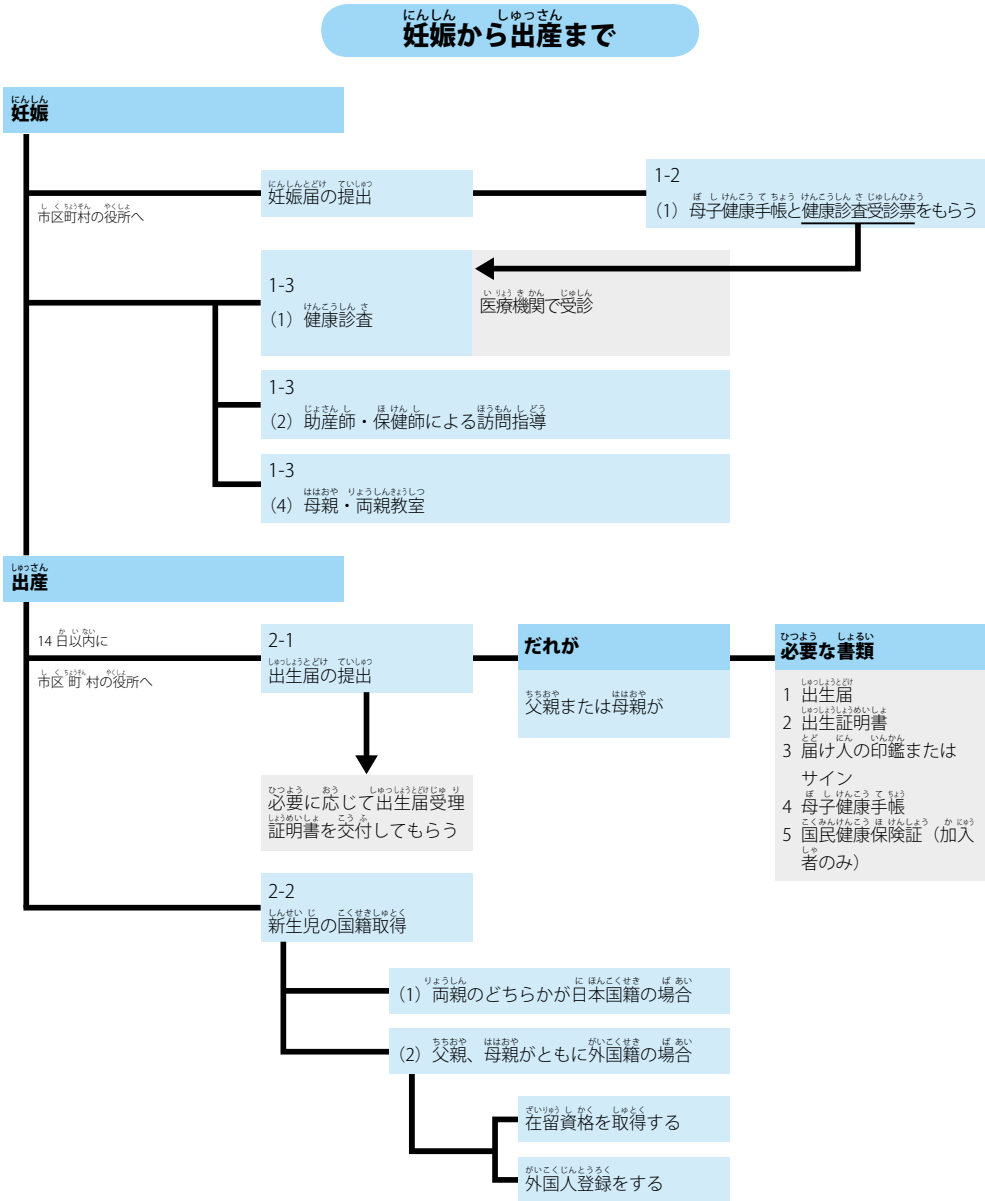 妊娠から出産まで
妊娠
市区町村の役所へ
妊娠届の提出
1-2
（1）母子健康手帳と健康診査受診票をもらう
1-3
（1）健康診査
医療機関で受診
1-3
（2）助産師・保健師による訪問指導
1-3
（4）母親・両親教室
出産
14日以内に
市区町村の役所へ
2-1
出生届の提出
だれが
父親または母親が
必要な書類
1 出生届
2 出生証明書
3 届け人の印鑑または
サイン
4 母子健康手帳
5 国民健康保険証（加入
者のみ）
必要に応じて出生届受理
証明書を交付してもらう
2-2
新生児の国籍取得
（1）両親のどちらかが日本国籍の場合
（2）父親、母親がともに外国籍の場合
在留資格を取得する
外国人登録をする